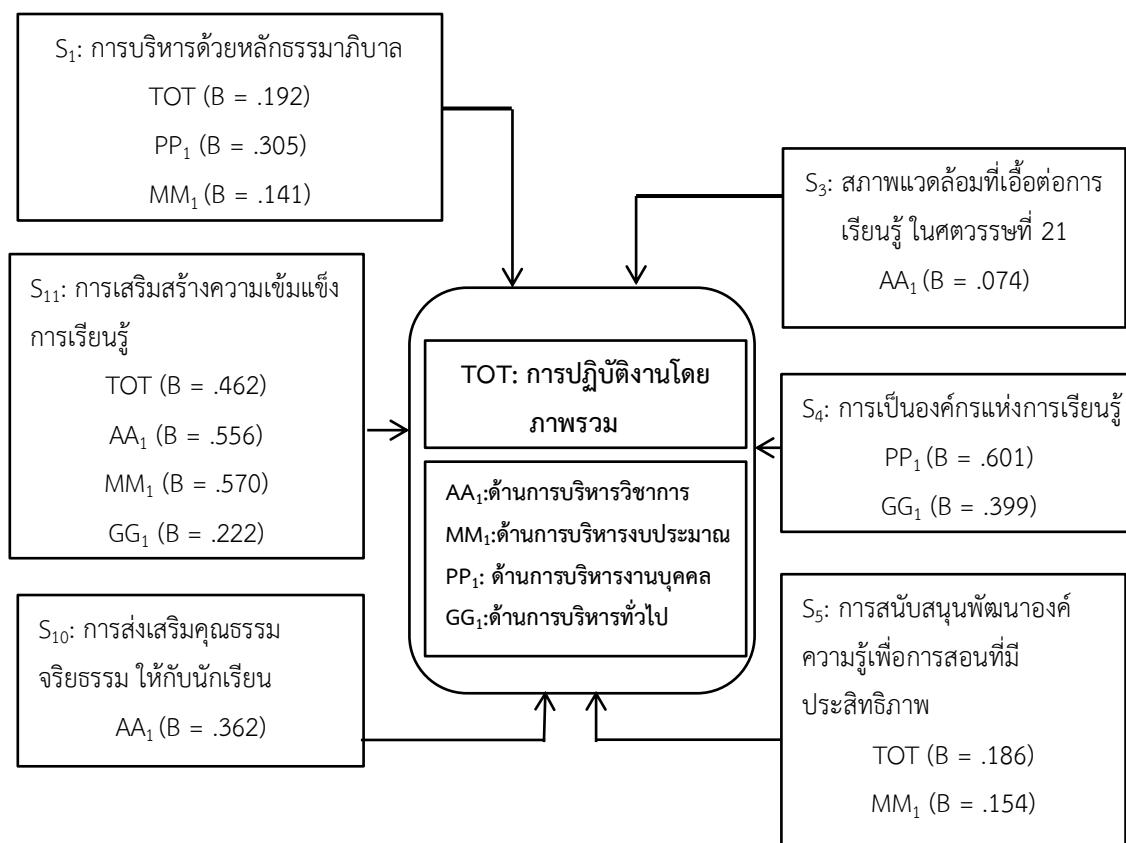 S₁: การบริหารด้วยหลักธรรมาภิบาล
TOT (B = .192)
PP₁ (B = .305)
MM₁ (B = .141)
S₁₁: การเสริมสร้างความเข้มแข็ง
การเรียนรู้
TOT (B = .462)
AA₁ (B = .556)
MM₁ (B = .570)
GG₁ (B = .222)
S₁₀: การส่งเสริมคุณธรรม
จริยธรรม ให้กับนักเรียน
AA₁ (B = .362)
TOT: การปฏิบัติงานโดย
ภาพรวม
AA₁:ด้านการบริหารวิชาการ
MM₁:ด้านการบริหารงบประมาณ
PP₁: ด้านการบริหารงานบุคคล
GG₁:ด้านการบริหารทั่วไป
S₃: สภาพแวดล้อมที่เอื้อต่อการ
เรียนรู้ ในศตวรรษที่ 21
AA₁ (B = .074)
S₄: การเป็นองค์กรแห่งการเรียนรู้
PP₁ (B = .601)
GG₁ (B = .399)
S₅: การสนับสนุนพัฒนาองค์
ความรู้เพื่อการสอนที่มี
ประสิทธิภาพ
TOT (B = .186)
MM₁ (B = .154)